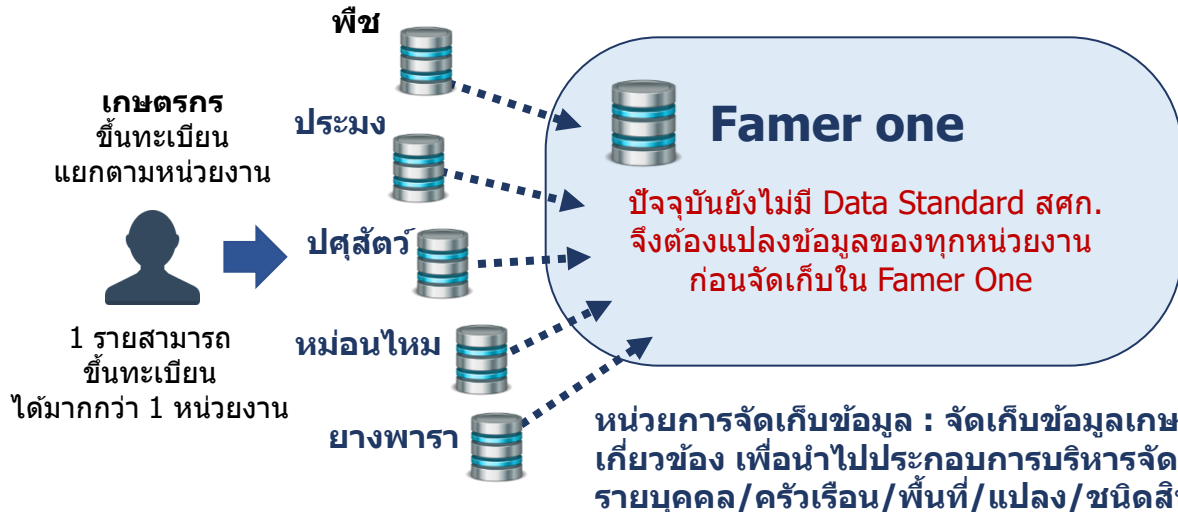 พืช
เกษตรกร
ขึ้นทะเบียน
แยกตามหน่วยงาน
ประมง
ปศุสัตว์
หม่อนไหม
ยางพารา
1 รายสามารถ
ขึ้นทะเบียน
ได้มากกว่า 1 หน่วยงาน
Famer one
ปัจจุบันยังไม่มี Data Standard สศก.
จึงต้องแปลงข้อมูลของทุกหน่วยงาน
ก่อนจัดเก็บใน Famer One
หน่วยการจัดเก็บข้อมูล : จัดเก็บข้อมูล
เกี่ยวข้อง เพื่อนำไปประกอบการบริหารจัด
รายบุคคล/ครัวเรือน/พื้นที่/แปลง/ชนิด